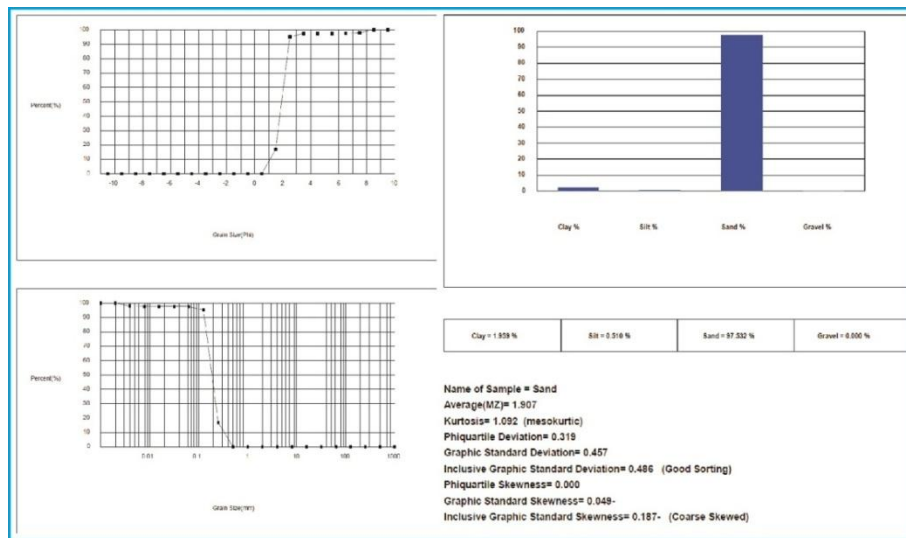 100
90
80
70
60
50
40
30
20
10
0
Percent(%)
-10 -8 -6 -4 -2 0 2 4 6 8 10
Grain Size(Phi)
100
90
80
70
60
50
40
30
20
10
0
Clay % Silt % Sand % Gravel %
100
90
80
70
60
50
40
30
20
10
0
Percent(%)
0.01 0.1 1 10 100 1000
Grain Size(mm)
Clay = 1.959 % Silt = 0.510 % Sand = 97.532 % Gravel = 0.000 %
Name of Sample = Sand
Average(MZ)= 1.907
Kurtosis= 1.092 (mesokurtic)
Phiquartile Deviation= 0.319
Graphic Standard Deviation= 0.457
Inclusive Graphic Standard Deviation= 0.486 (Good Sorting)
Phiquartile Skewness= 0.000
Graphic Standard Skewness= 0.049-
Inclusive Graphic Standard Skewness= 0.187- (Coarse Skewed)